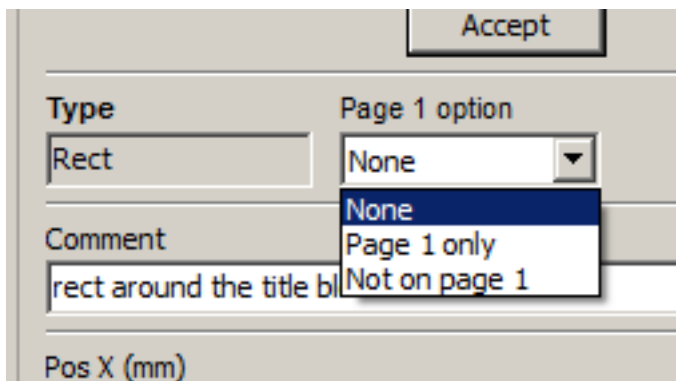 Accept
Type
Page 1 option
Rect
None
None
Page 1 only
Not on page 1
Comment
rect around the title
Pos X (mm)